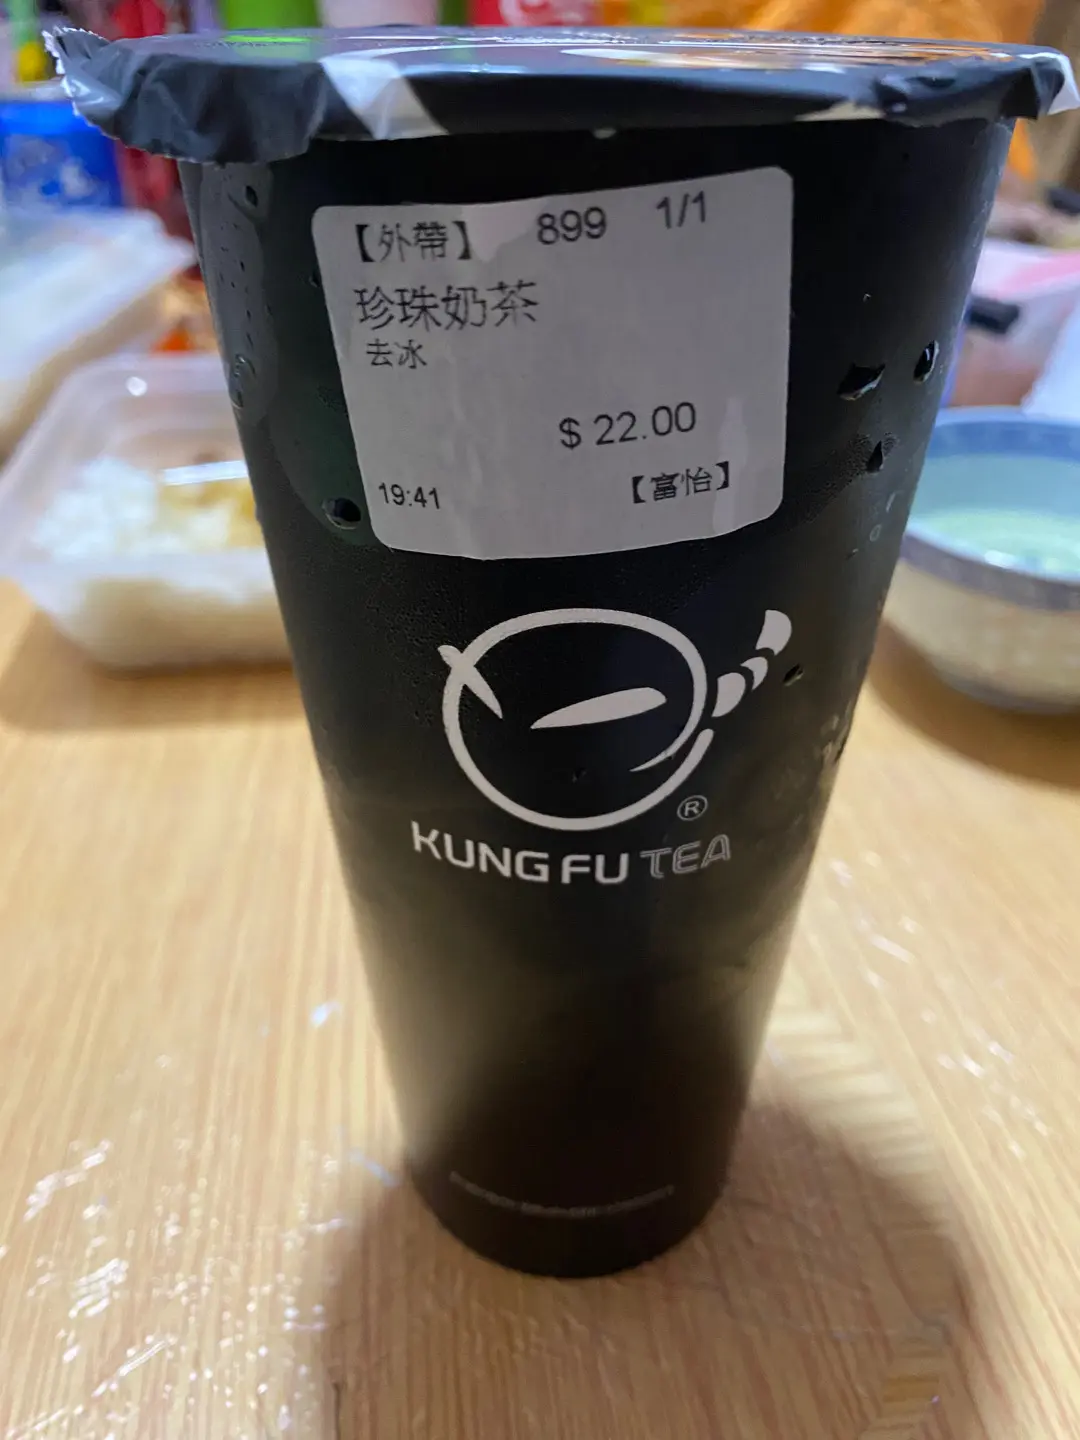 【外帶】 899 1/1
珍珠奶茶
去冰
$ 22.00
19:41 【富怡】
®
KUNG FU TEA